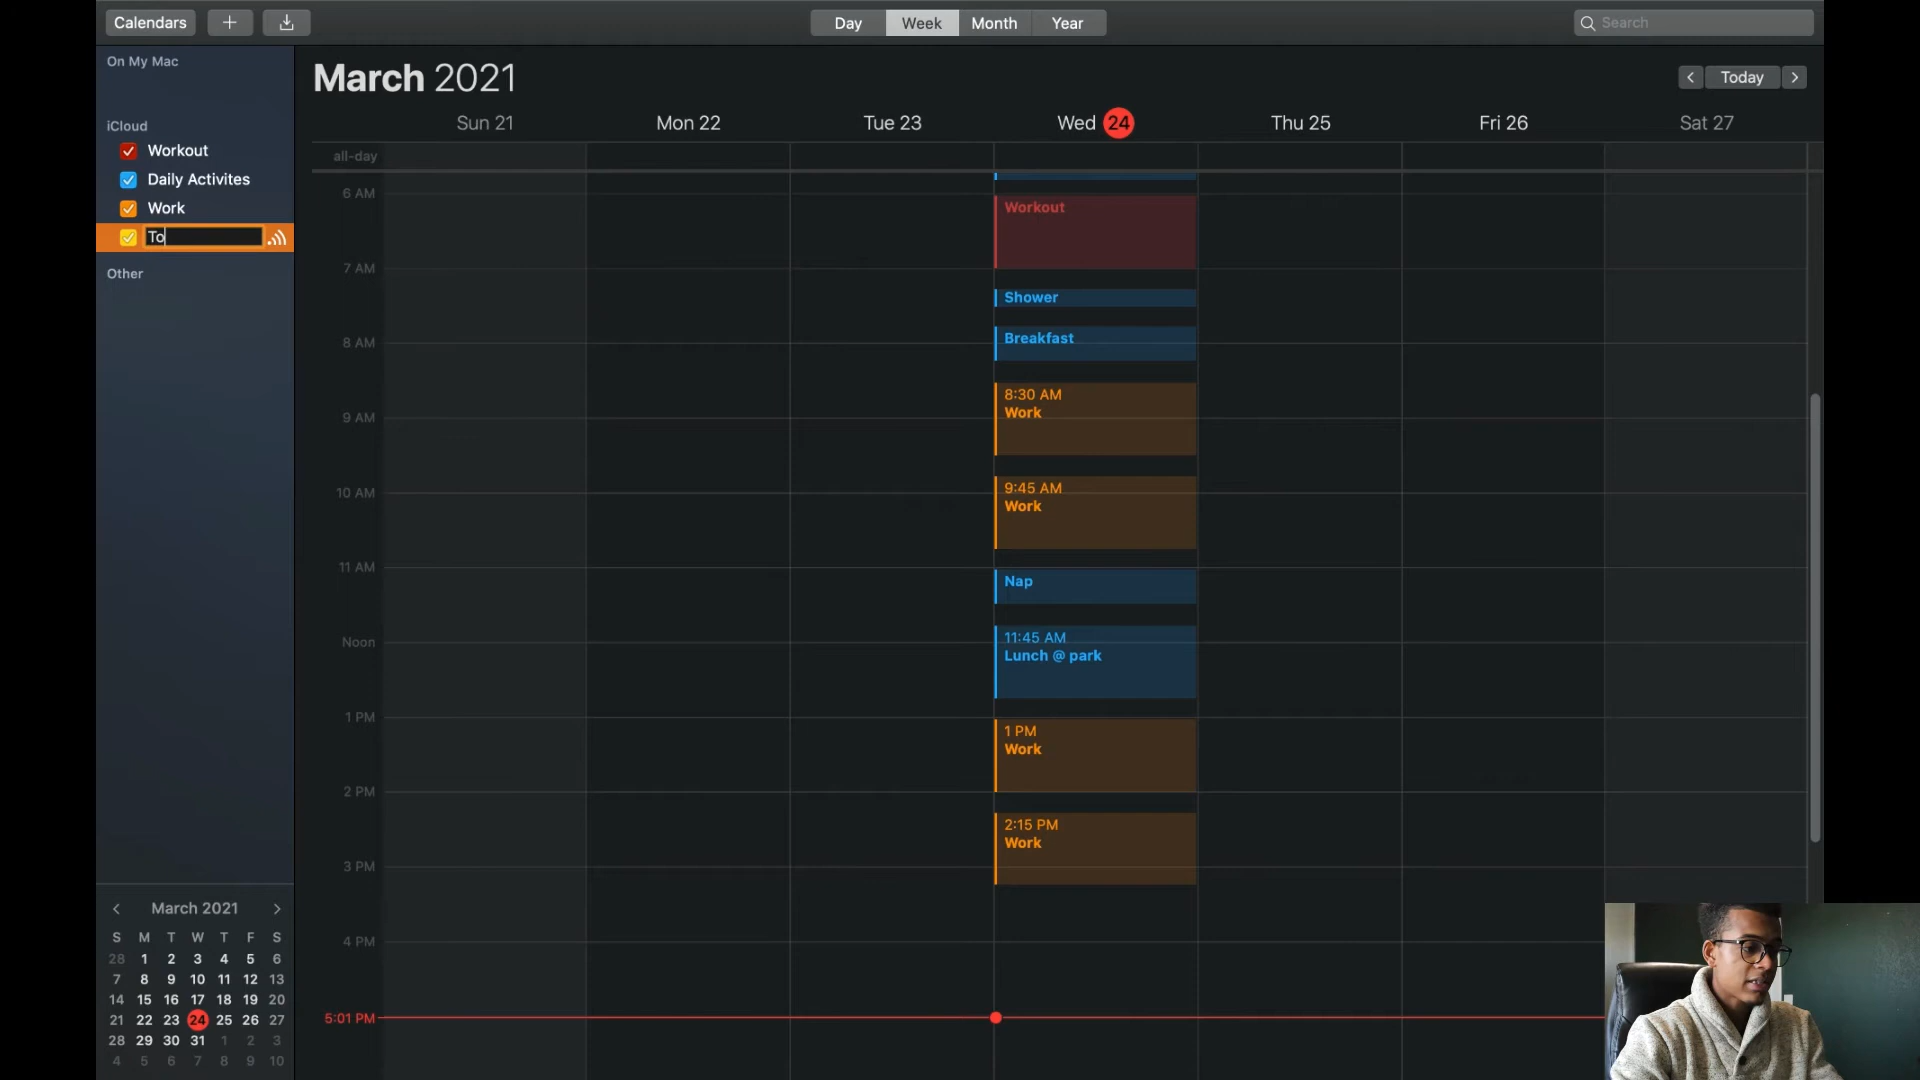 Calendars
Day Week Month Year
Search
On My Mac
iCloud
Workout
Daily Activites
Work
To
Other
March 2021
Today
Sun 21 Mon 22 Tue 23 Wed 24 Thu 25 Fri 26 Sat 27
all-day
6 AM
Workout
7 AM
Shower
8 AM
Breakfast
8:30 AM
Work
9 AM
9:45 AM
Work
10 AM
11 AM
Nap
11:45 AM
Lunch @ park
Noon
1 PM
1 PM
Work
2 PM
2:15 PM
Work
3 PM
4 PM
5:01 PM
March 2021
S M T W T F S
28 1 2 3 4 5 6
7 8 9 10 11 12 13
14 15 16 17 18 19 20
21 22 23 24 25 26 27
28 29 30 31 1 2 3
4 5 6 7 8 9 10